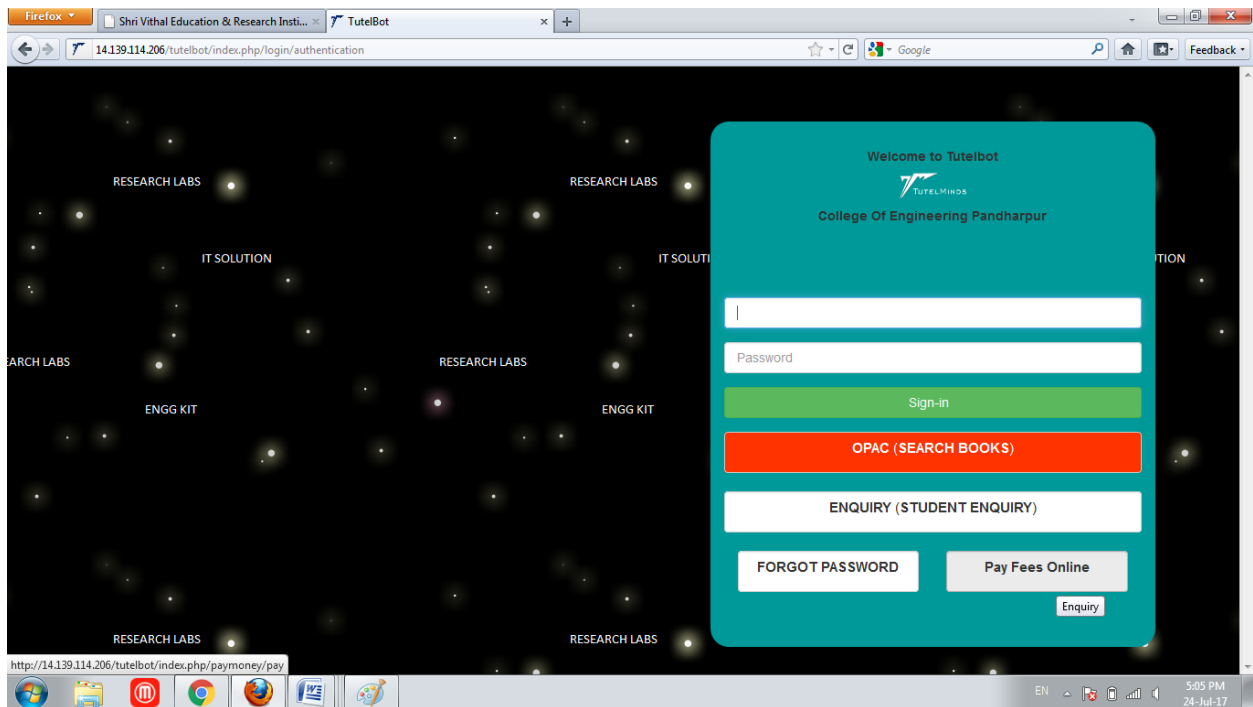 Firefox
Shri Vithal Education & Research Insti...
TutelBot
14.139.114.206/tutelbot/index.php/login/authentication
Google
Feedback
Welcome to Tutelbot
TUTELMINDS
College Of Engineering Pandharpur
RESEARCH LABS
RESEARCH LABS
IT SOLUTION
IT SOLUTI
TION
Password
ARCH LABS
RESEARCH LABS
Sign-in
ENGG KIT
ENGG KIT
OPAC (SEARCH BOOKS)
ENQUIRY (STUDENT ENQUIRY)
FORGOT PASSWORD
Pay Fees Online
Enquiry
RESEARCH LABS
RESEARCH LABS
http://14.139.114.206/tutelbot/index.php/paymoney/pay
EN
5:05 PM
24-Jul-17